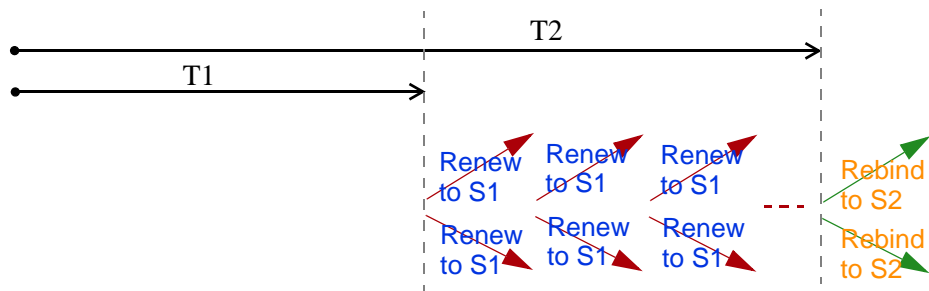 T2
T1
Renew
to S1
Renew
to S1
Renew
to S1
Rebind
to S2
Renew
to S1
Renew
to S1
Renew
to S1
Rebind
to S2